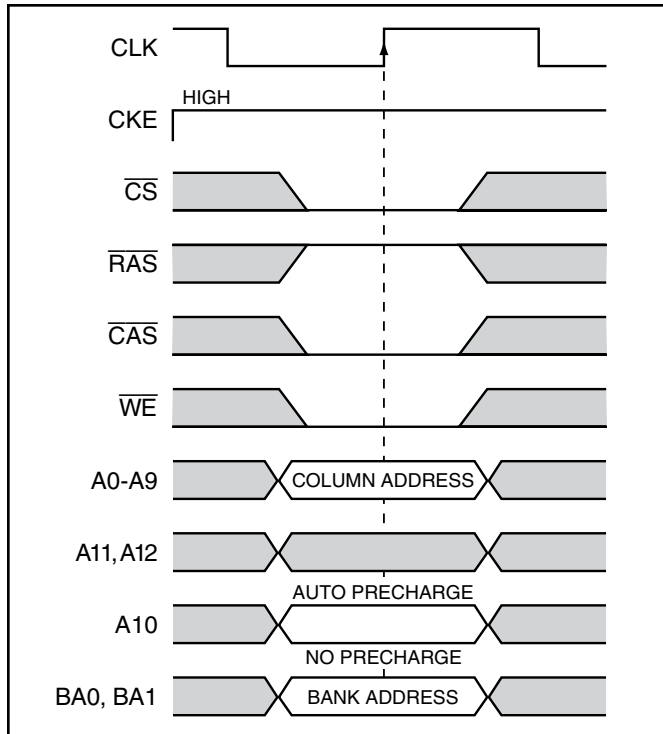 CLK
HIGH
CKE
CS
RAS
CAS
WE
A0-A9 COLUMN ADDRESS
A11, A12
AUTO PRECHARGE
A10
NO PRECHARGE
BA0, BA1 BANK ADDRESS